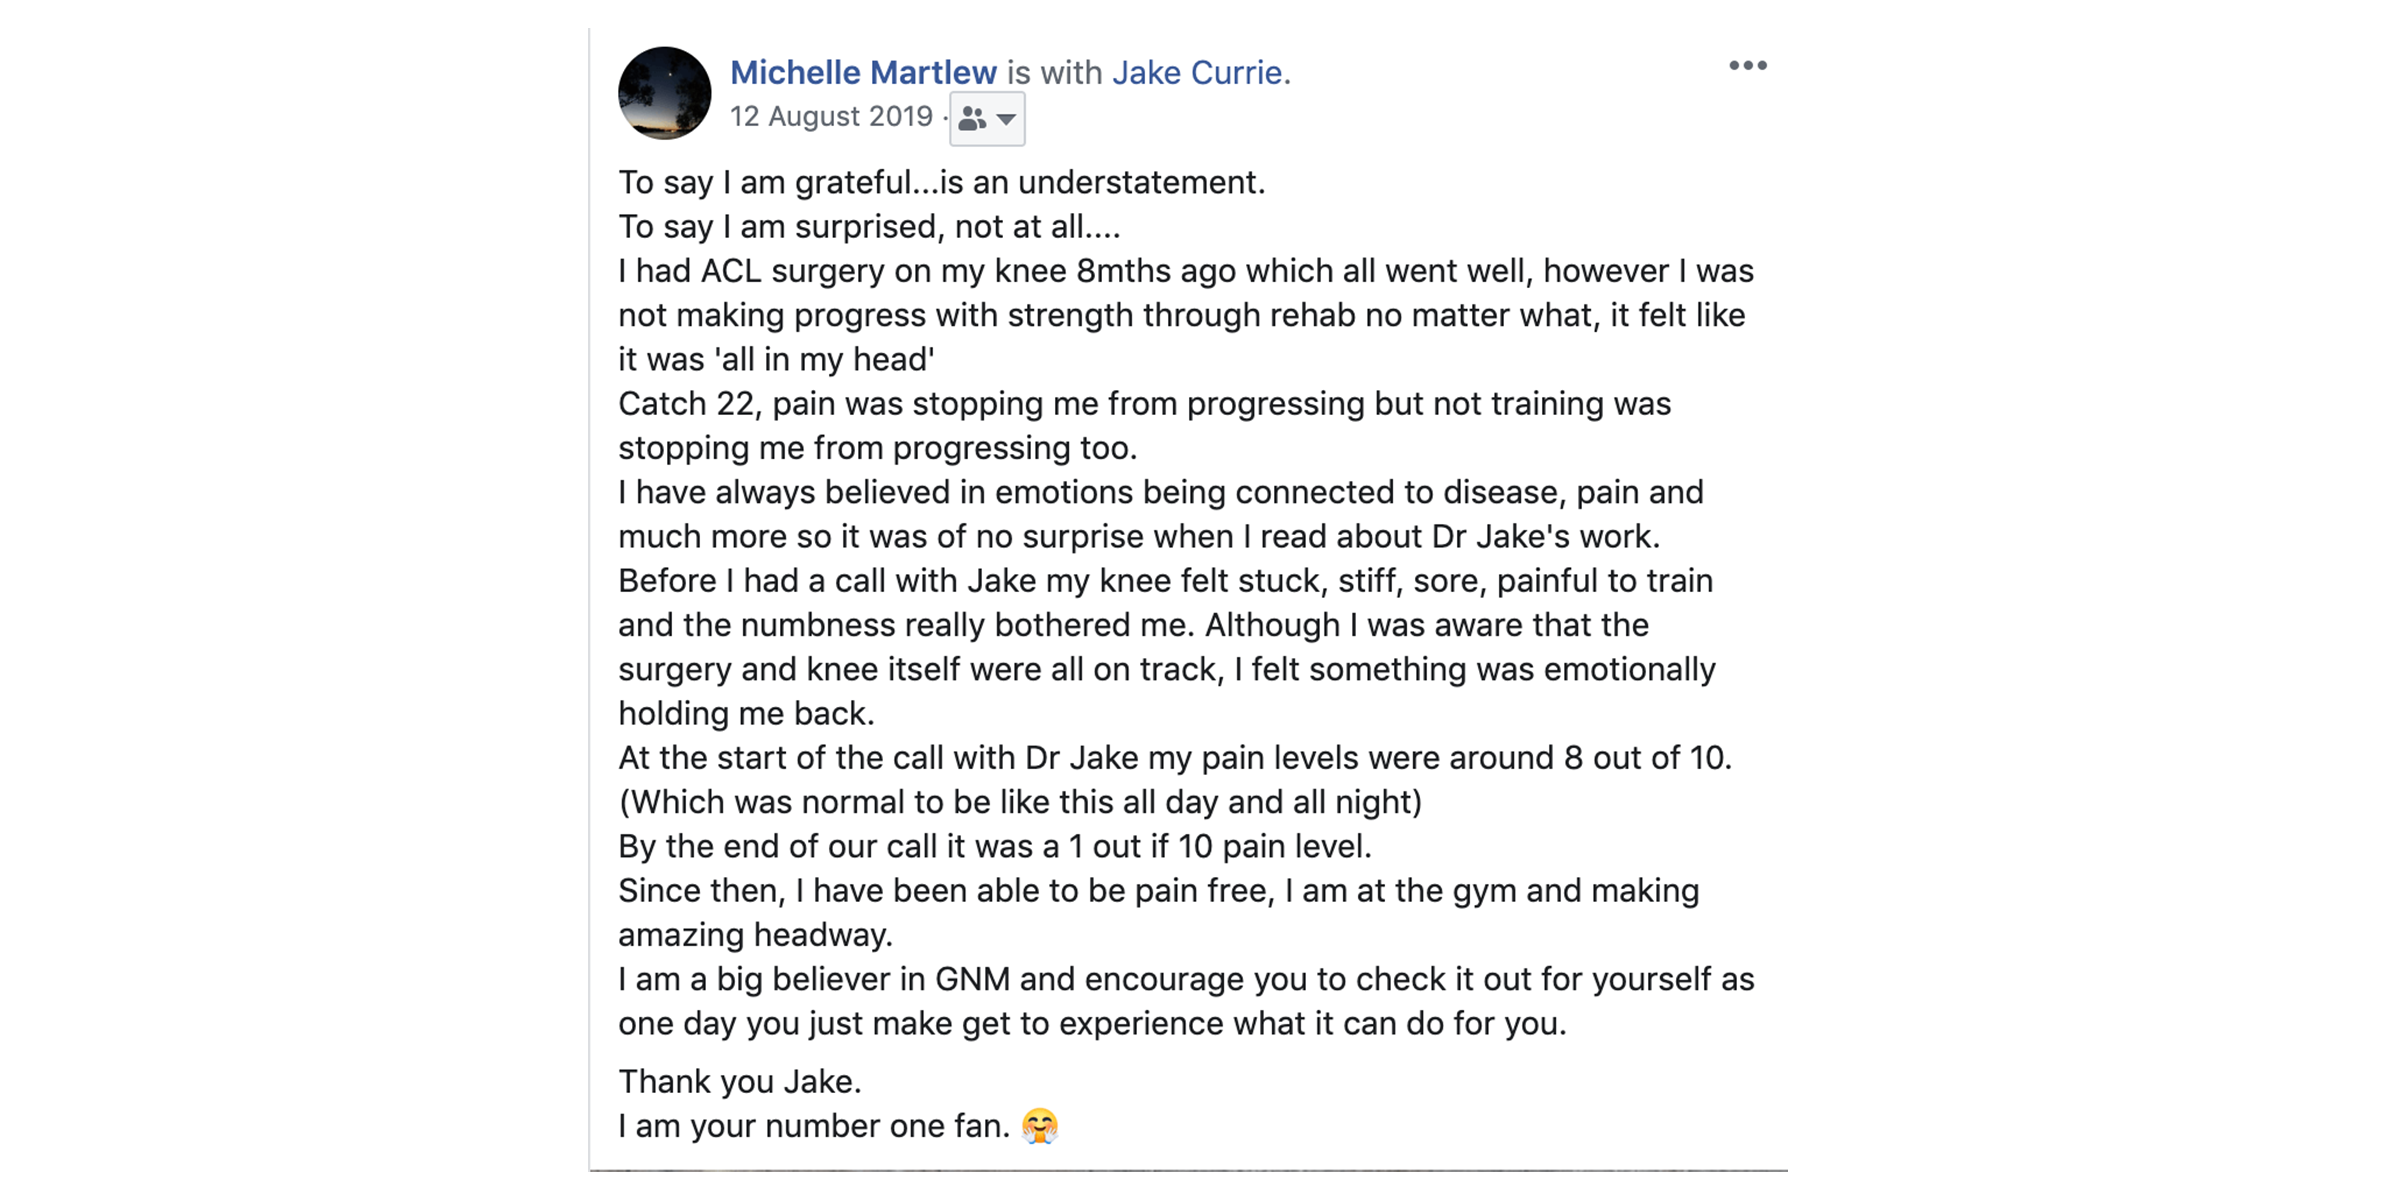 Michelle Martlew is with Jake Currie.
12 August 2019 ·
To say I am grateful...is an understatement.
To say I am surprised, not at all....
I had ACL surgery on my knee 8mths ago which all went well, however I was
not making progress with strength through rehab no matter what, it felt like
it was 'all in my head'
Catch 22, pain was stopping me from progressing but not training was
stopping me from progressing too.
I have always believed in emotions being connected to disease, pain and
much more so it was of no surprise when I read about Dr Jake's work.
Before I had a call with Jake my knee felt stuck, stiff, sore, painful to train
and the numbness really bothered me. Although I was aware that the
surgery and knee itself were all on track, I felt something was emotionally
holding me back.
At the start of the call with Dr Jake my pain levels were around 8 out of 10.
(Which was normal to be like this all day and all night)
By the end of our call it was a 1 out if 10 pain level.
Since then, I have been able to be pain free, I am at the gym and making
amazing headway.
I am a big believer in GNM and encourage you to check it out for yourself as
one day you just make get to experience what it can do for you.
Thank you Jake.
I am your number one fan. 🤗